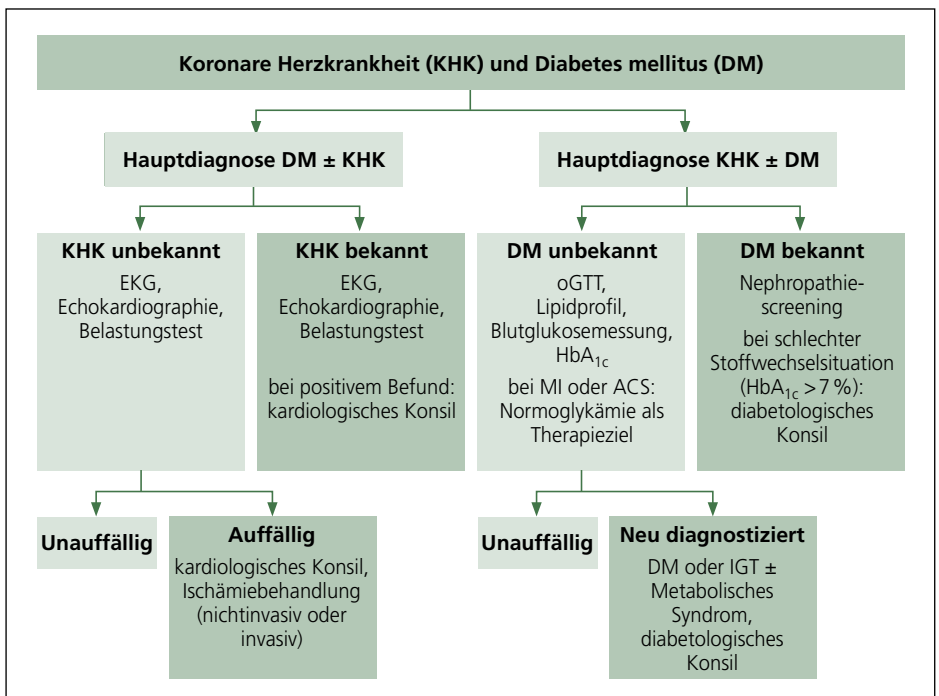 Koronare Herzkrankheit (KHK) und Diabetes mellitus (DM)
Hauptdiagnose DM ± KHK
Hauptdiagnose KHK ± DM
KHK unbekannt
EKG,
Echokardiographie,
Belastungstest
KHK bekannt
EKG,
Echokardiographie,
Belastungstest
bei positivem Befund:
kardiologisches Konsil
DM unbekannt
oGTT,
Lipidprofil,
Blutglukosemessung,
HbA1c
bei MI oder ACS:
Normoglykämie als
Therapieziel
DM bekannt
Nephropathie-
screening
bei schlechter
Stoffwechselsituation
(HbA1c >7 %):
diabetologisches
Konsil
Unauffällig
Auffällig
kardiologisches Konsil,
Ischämiebehandlung
(nichtinvasiv oder
invasiv)
Unauffällig
Neu diagnostiziert
DM oder IGT ±
Metabolisches
Syndrom,
diabetologisches
Konsil